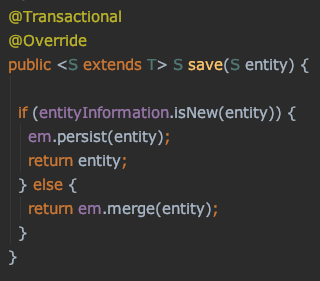 @Transactional
@Override
public <S extends T> S save(S entity) {
if (entityInformation.isNew(entity)) {
em.persist(entity);
return entity;
} else {
return em.merge(entity);
}
}